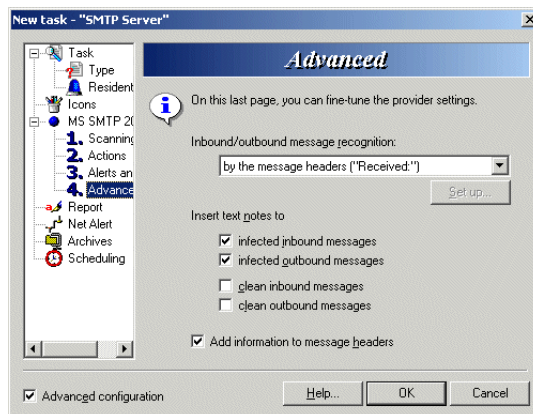 New task - "SMTP Server"
Task
Type
Resident
Icons
MS SMTP 20
1. Scanning
2. Actions
3. Alerts an
4. Advance
Report
Net Alert
Archives
Scheduling
Advanced
On this last page, you can fine-tune the provider settings.
Inbound/outbound message recognition:
by the message headers ("Received:")
Set up...
Insert text notes to
infected inbound messages
infected outbound messages
clean inbound messages
clean outbound messages
Add information to message headers
Advanced configuration
Help...
OK
Cancel